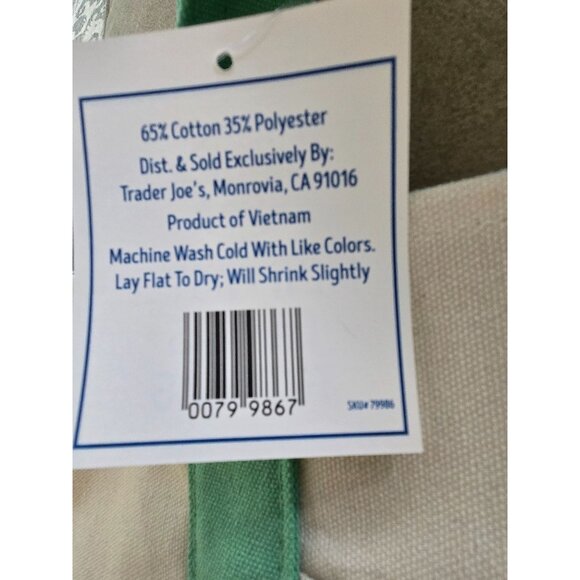 65% Cotton 35% Polyester
Dist. & Sold Exclusively By:
Trader Joe's, Monrovia, CA 91016
Product of Vietnam
Machine Wash Cold With Like Colors.
Lay Flat To Dry; Will Shrink Slightly
0079 9867
SKU# 79986